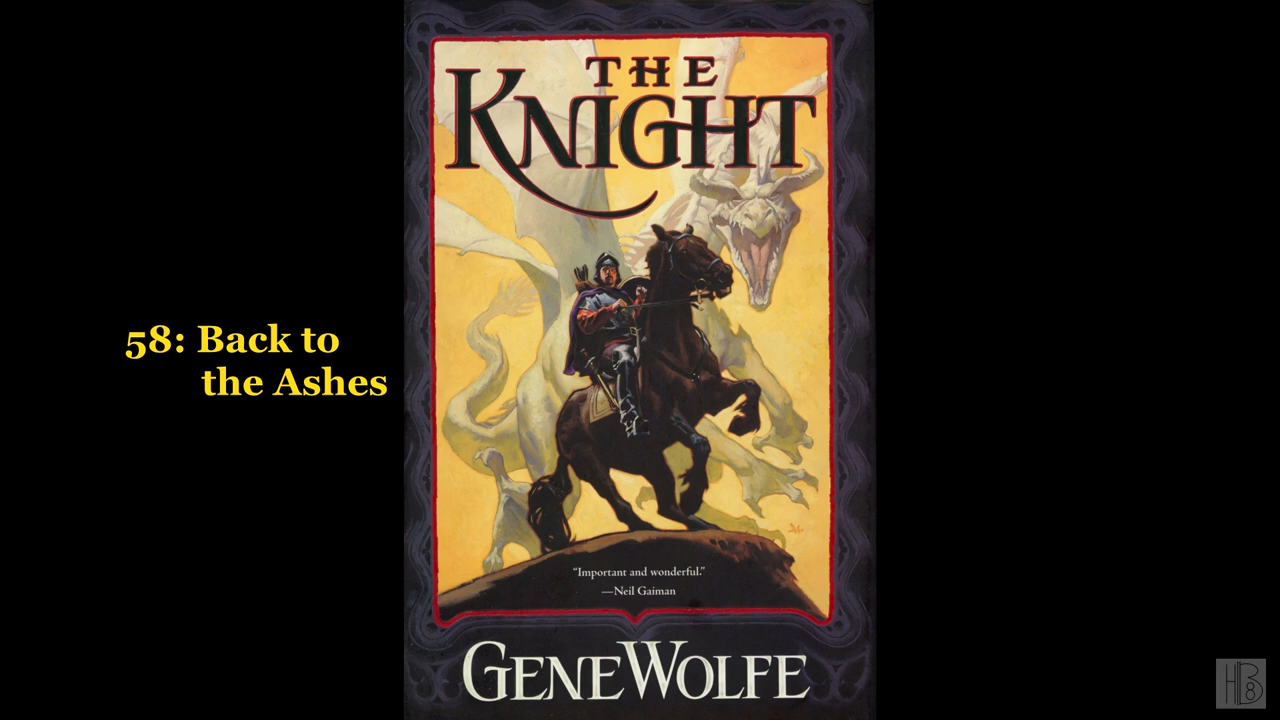 58: Back to
the Ashes
THE
KNIGHT
“Important and wonderful.”
—Neil Gaiman
GENE WOLFE